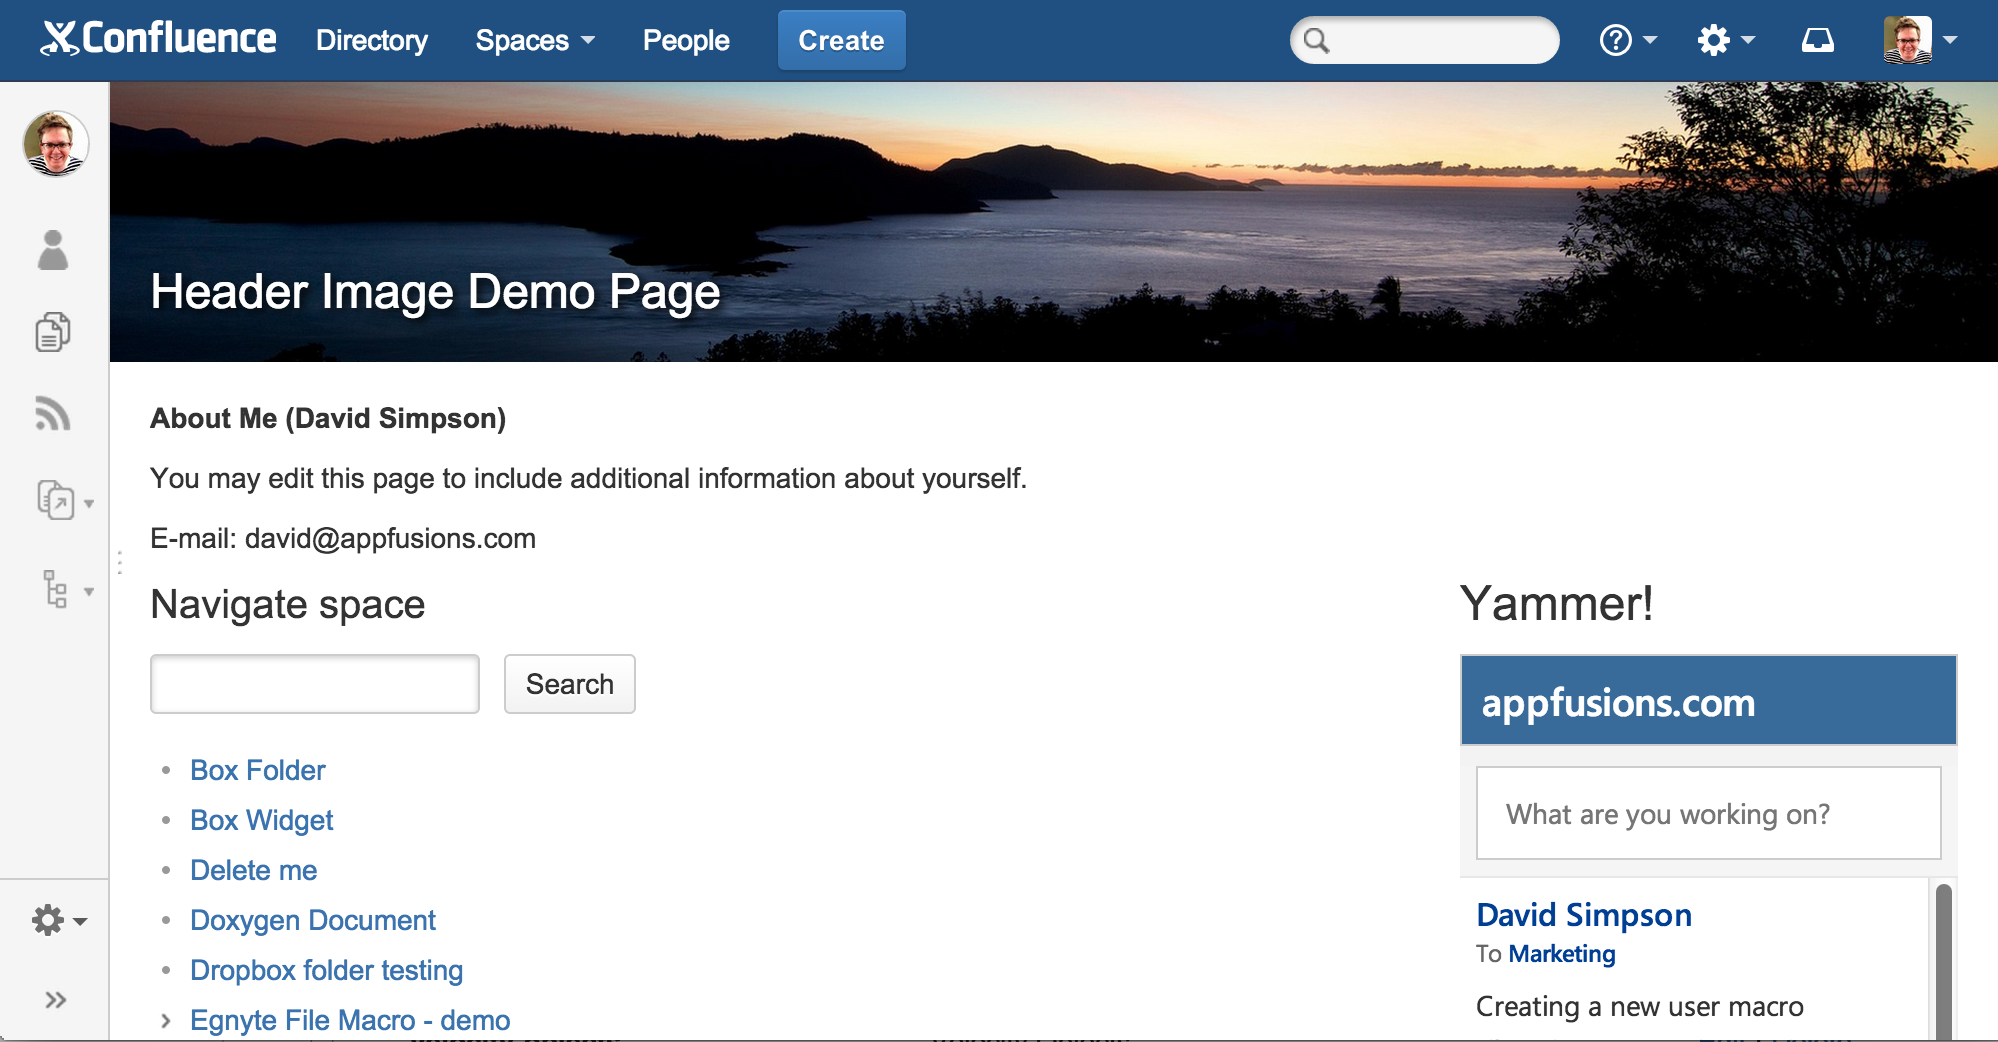 Confluence Directory Spaces People Create
Header Image Demo Page
About Me (David Simpson)
You may edit this page to include additional information about yourself.
E-mail: david@appfusions.com
Navigate space
Search
Box Folder
Box Widget
Delete me
Doxygen Document
Dropbox folder testing
Egnyte File Macro - demo
Yammer!
appfusions.com
What are you working on?
David Simpson
To Marketing
Creating a new user macro